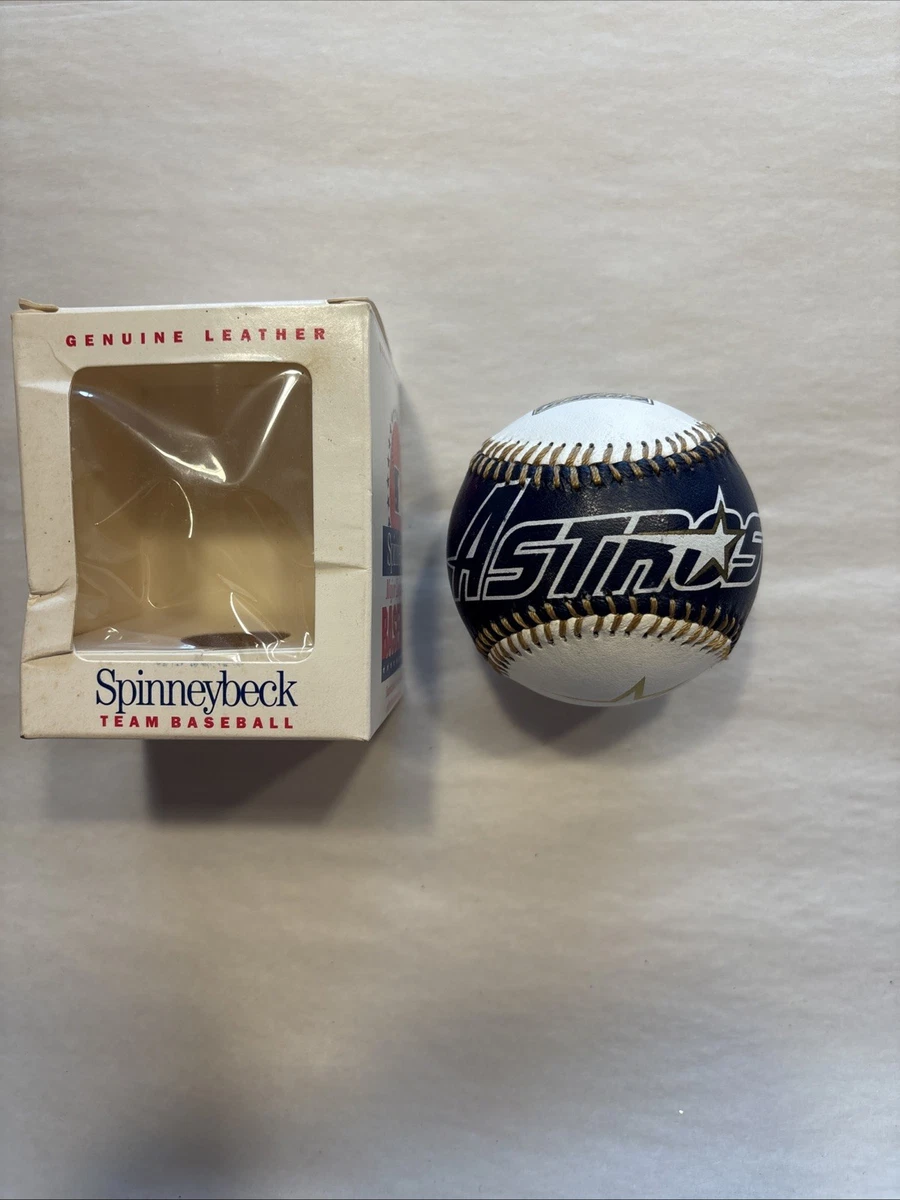 GENUINE LEATHER
Spinneybeck
TEAM BASEBALL
ASTROS